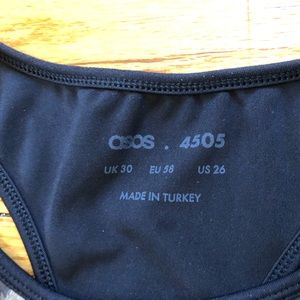 asos . 4505
UK 30 EU 58 US 26
MADE IN TURKEY